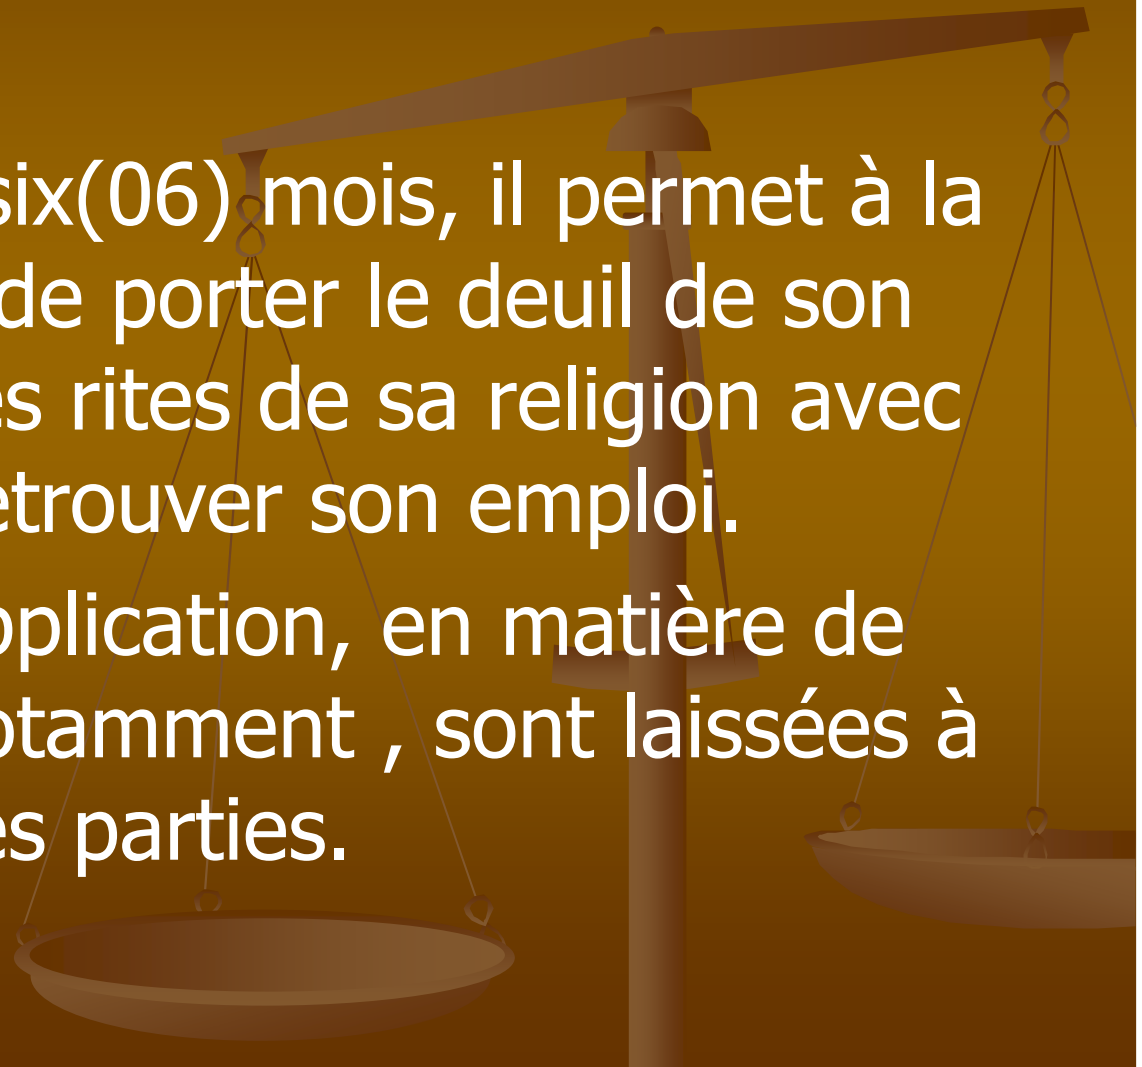 six(06) mois, il permet à la
de porter le deuil de son
es rites de sa religion avec
etrouver son emploi.
pplication, en matière de
otamment , sont laissées à
es parties.